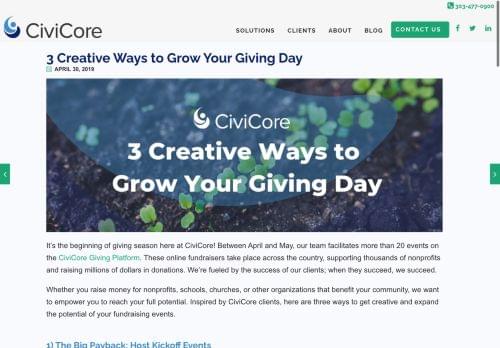 323-477-0900
CiviCore
SOLUTIONS CLIENTS ABOUT BLOG CONTACT US
3 Creative Ways to Grow Your Giving Day
APRIL 30, 2019
CiviCore
3 Creative Ways to
Grow Your Giving Day
It's the beginning of giving season here at CiviCore! Between April and May, our team facilitates more than 20 events on
the CiviCore Giving Platform. These online fundraisers take place across the country, supporting thousands of nonprofits
and raising millions of dollars in donations. We're fueled by the success of our clients; when they succeed, we succeed.
Whether you raise money for nonprofits, schools, churches, or other organizations that benefit your community, we want
to empower you to reach your full potential. Inspired by CiviCore clients, here are three ways to get creative and expand
the potential of your fundraising events.
1) The Big Payback: Host Kickoff Events